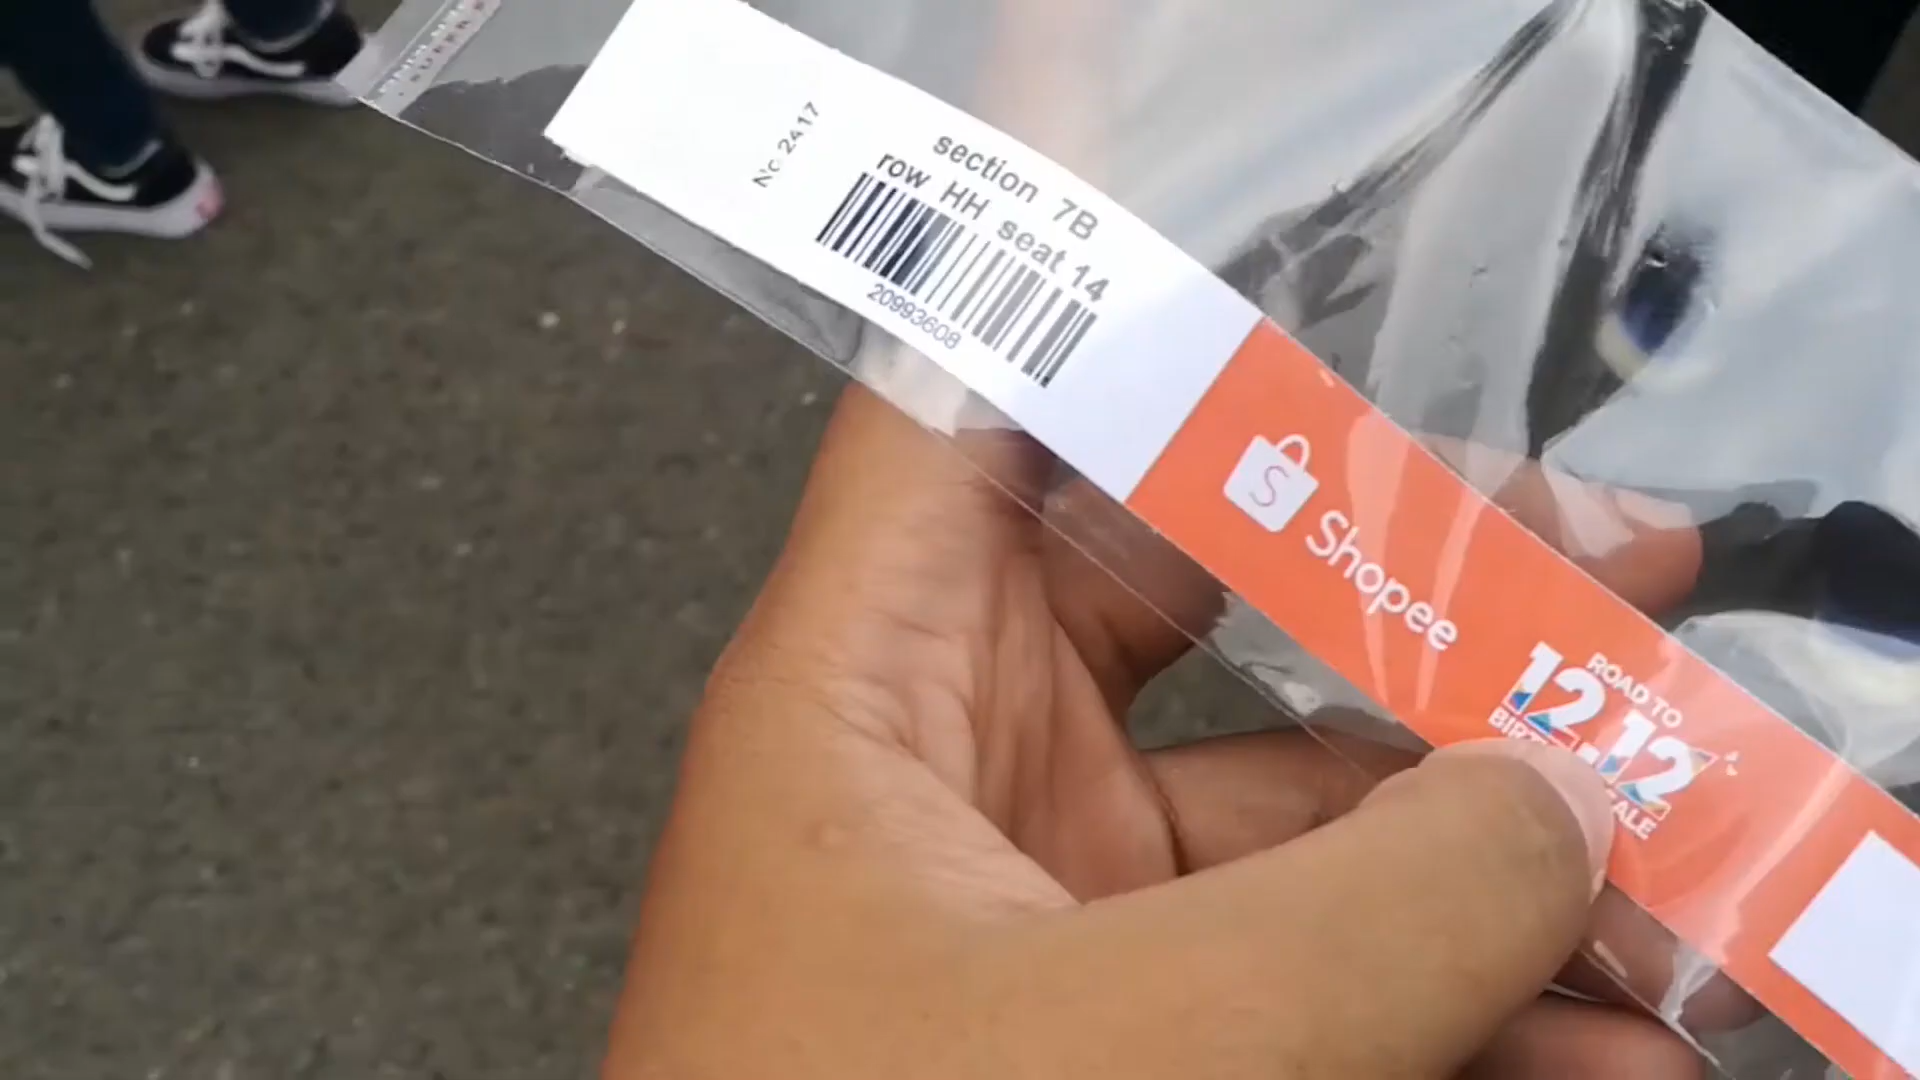 No 2417
section 7B
row HH seat 14
20993608
S
Shopee
ROAD TO
12.12